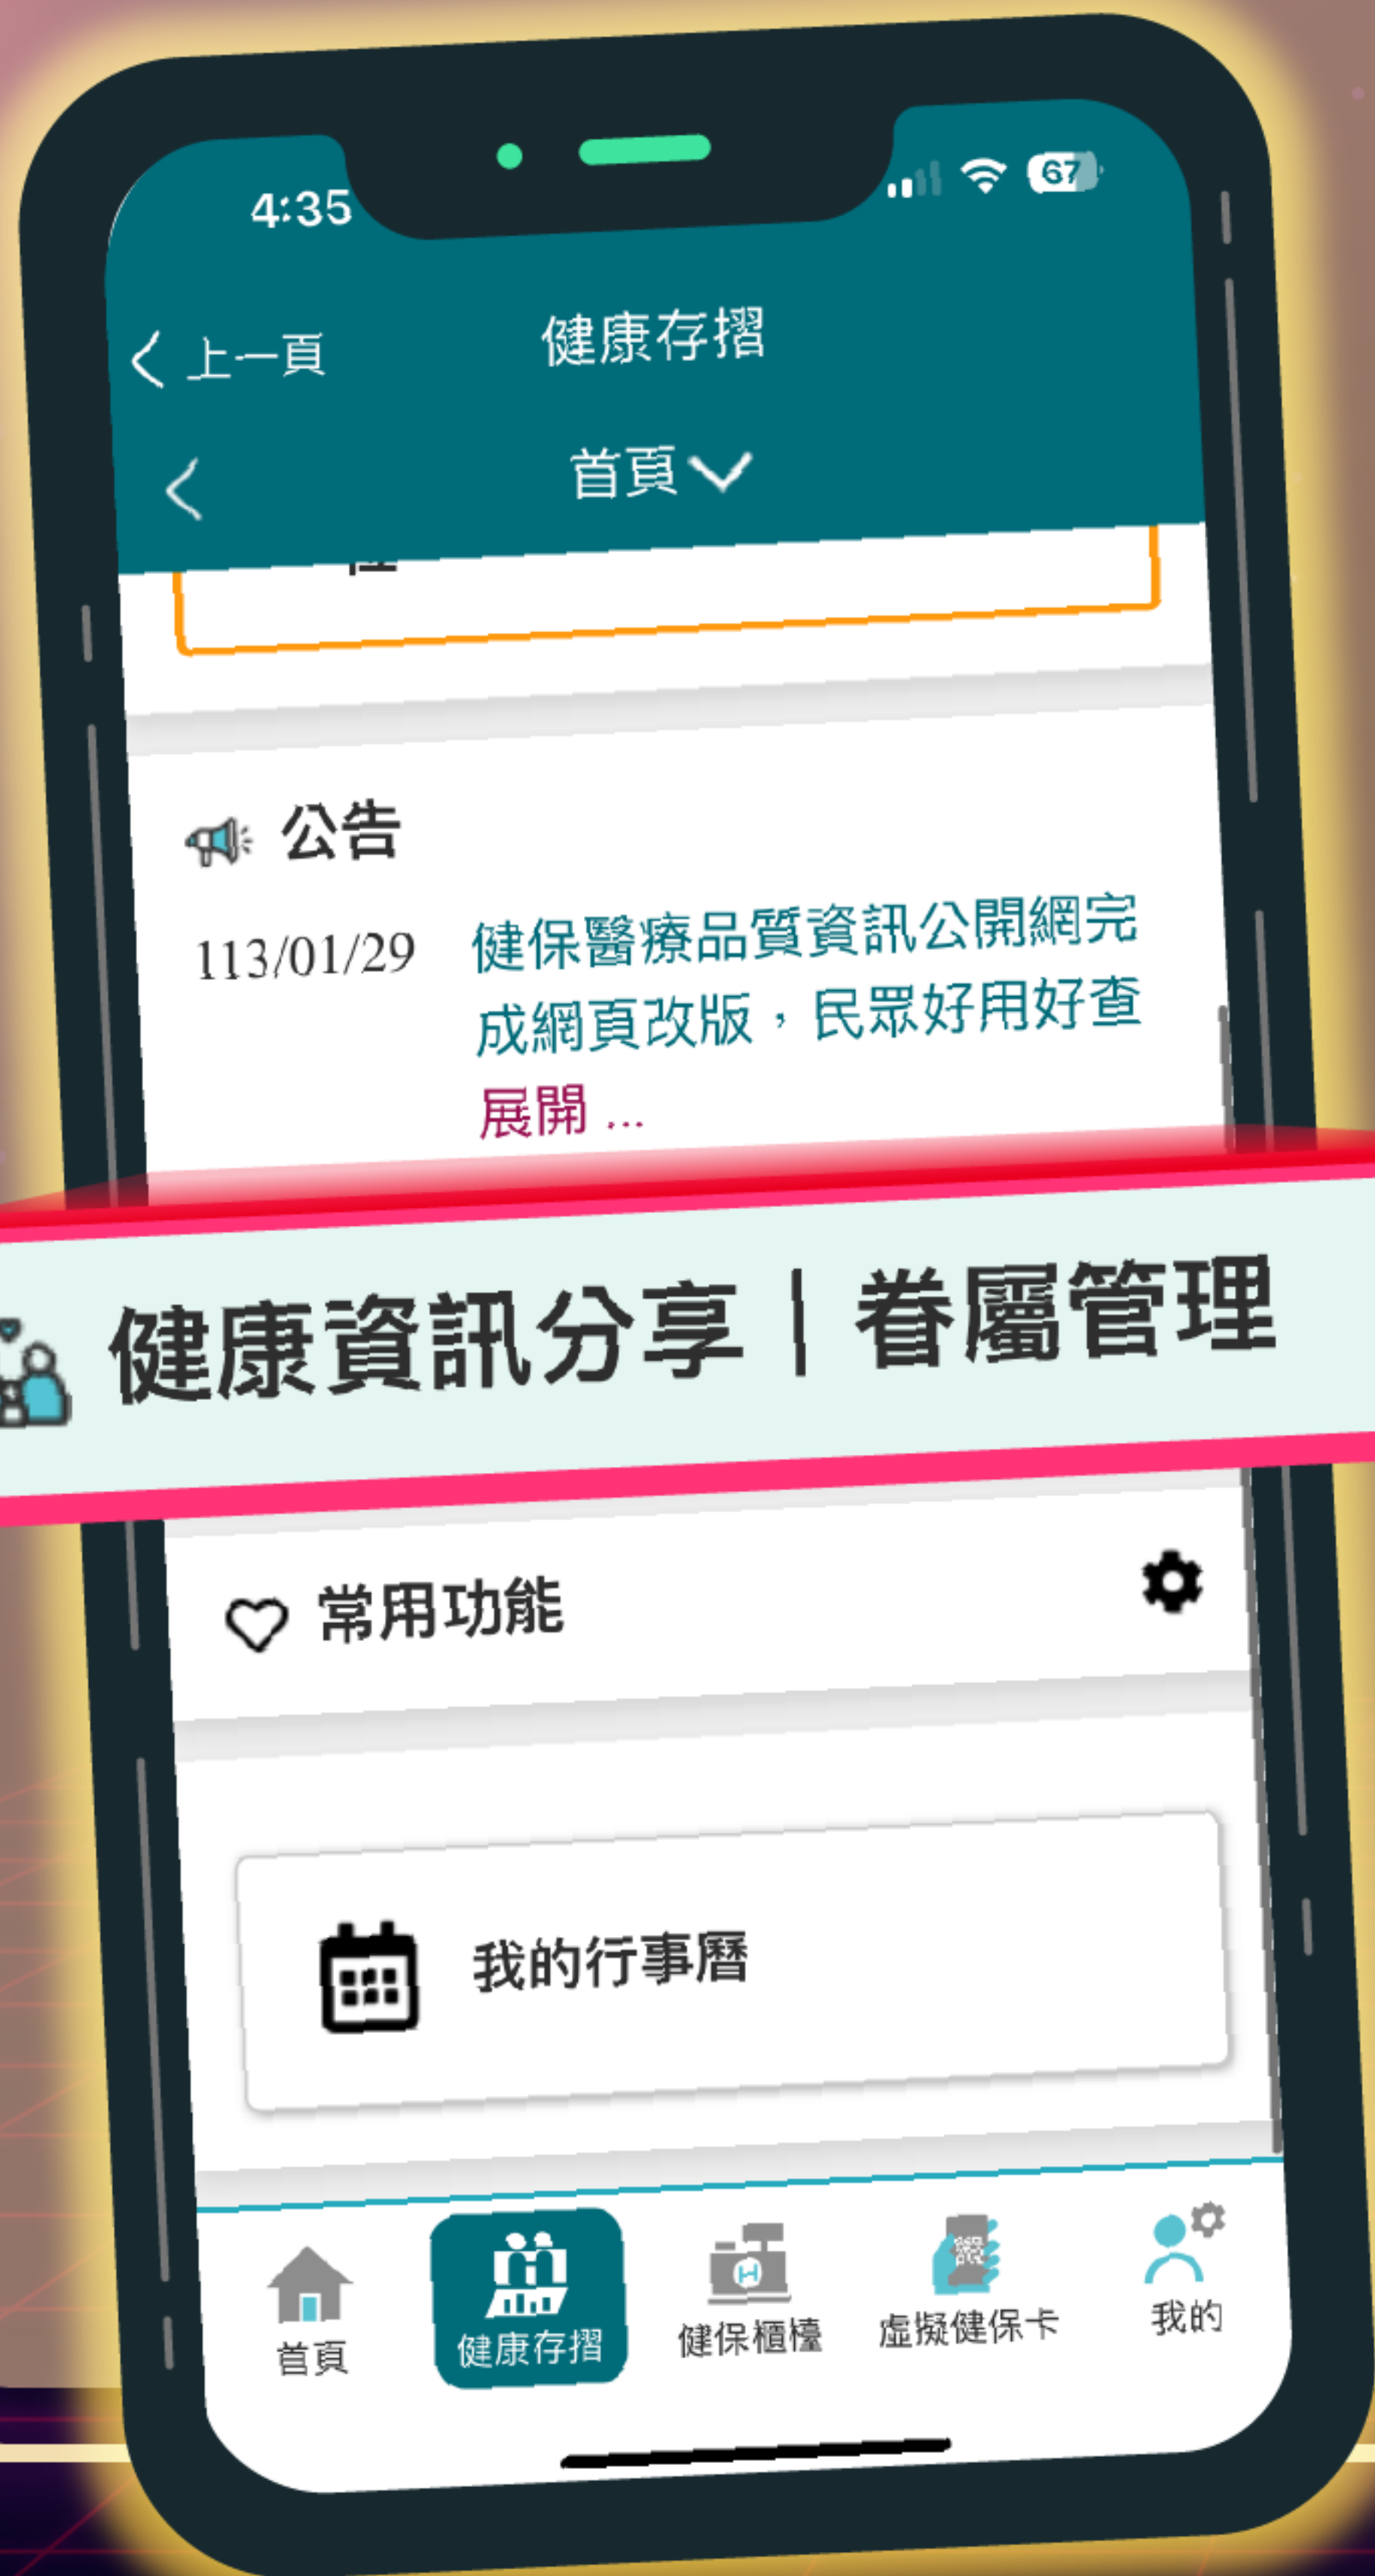 4:35
67
上一頁
健康存摺
首頁
公告
113/01/29
健保醫療品質資訊公開網完
成網頁改版，民眾好用好查
展開 ...
健康資訊分享｜眷屬管理
常用功能
我的行事曆
首頁
健康存摺
健保櫃檯
虛擬健保卡
我的